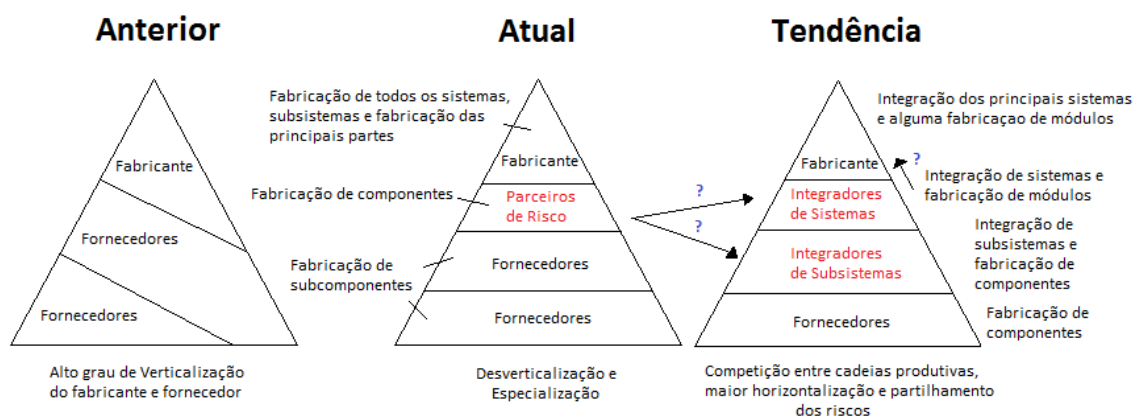 Anterior
Fabricante
Fornecedores
Fornecedores
Alto grau de Verticalização
do fabricante e fornecedor
Atual
Fabricação de todos os sistemas,
subsistemas e fabricação das
principais partes
Fabricação de componentes
Fabricação de
subcomponentes
Fabricante
Parceiros
de Risco
Fornecedores
Fornecedores
Desverticalização e
Especialização
?
?
Tendência
Fabricante
?
Integradores
de Sistemas
Integradores
de Subsistemas
Fornecedores
Integração dos principais sistemas
e alguma fabricaçao de módulos
Integração de sistemas e
fabricação de módulos
Integração de
subsistemas e
fabricação de
componentes
Fabricação de
componentes
Competição entre cadeias produtivas,
maior horizontalização e partilhamento
dos riscos